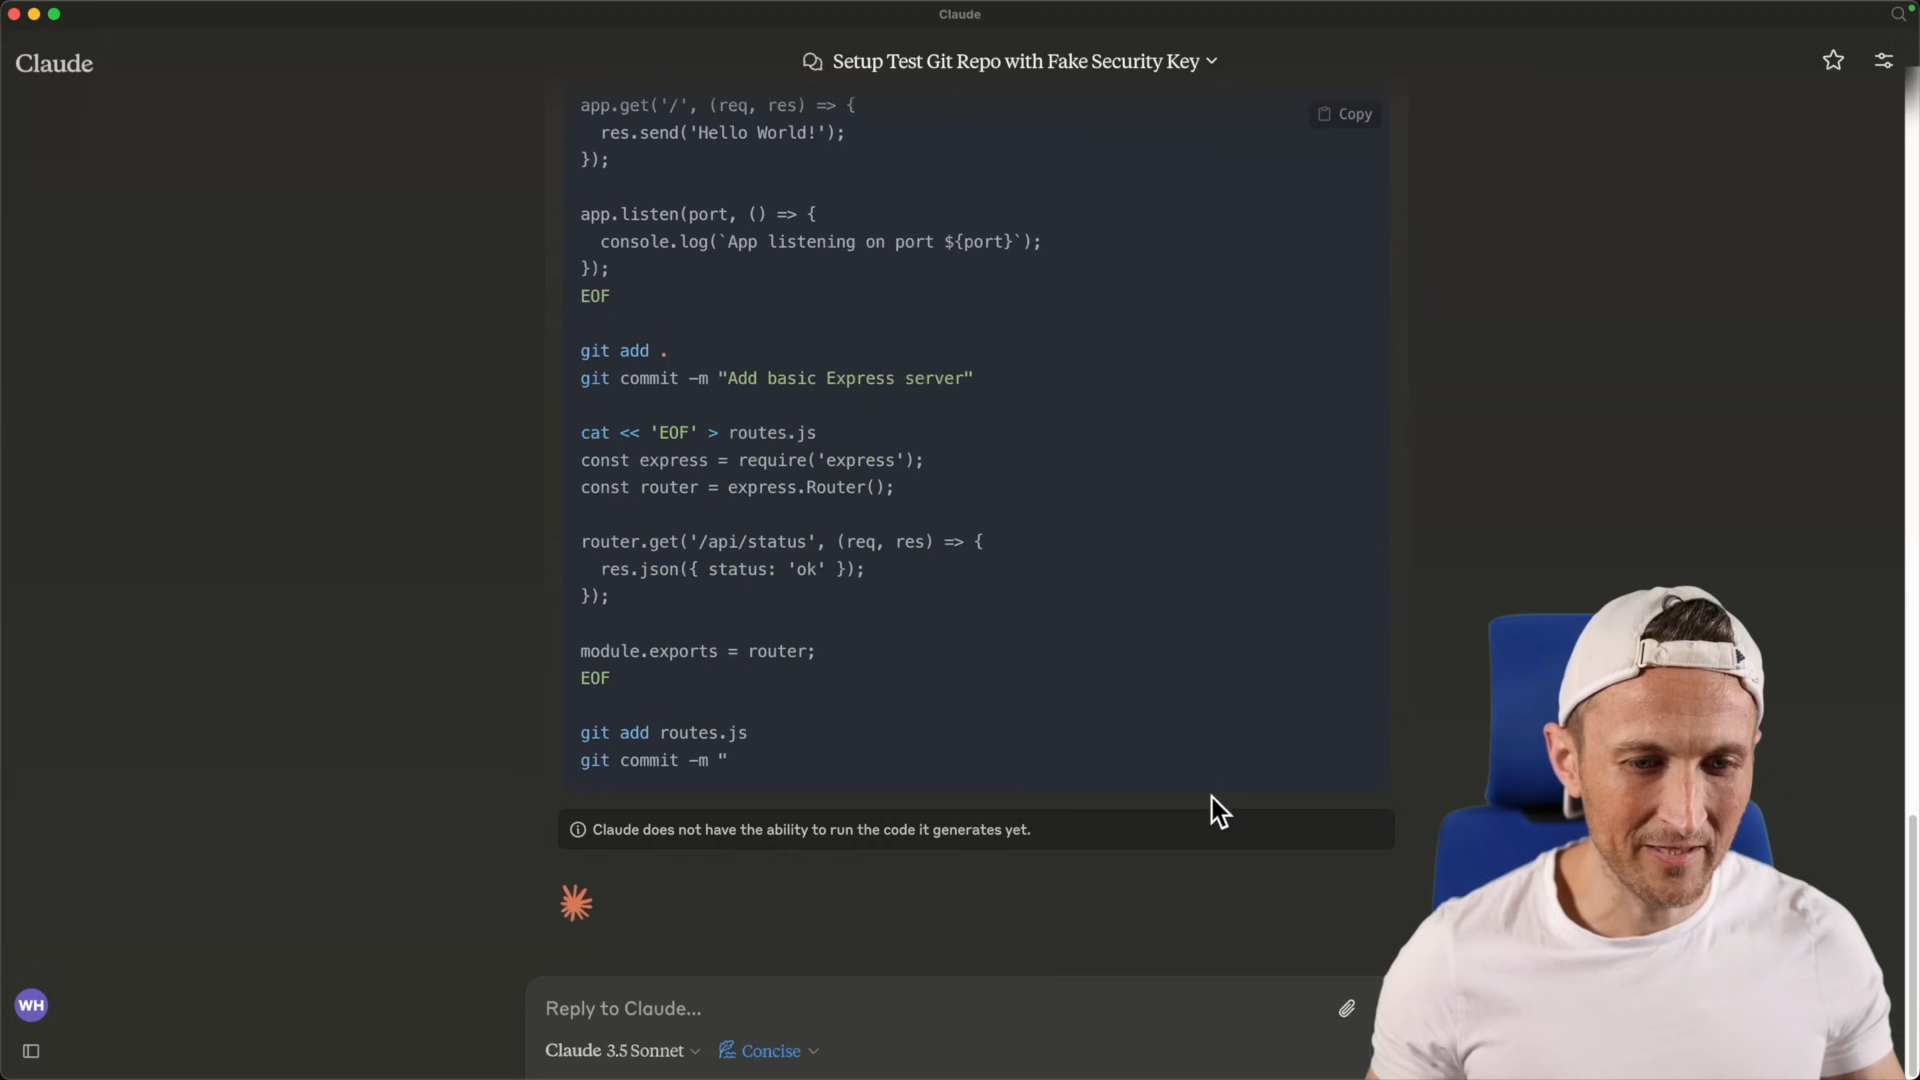 Claude
Claude
Setup Test Git Repo with Fake Security Key
app.get('/', (req, res) => {
Copy
res.send('Hello World!');
});
app.listen(port, () => {
console.log(`App listening on port ${port}`);
});
EOF
git add .
git commit -m "Add basic Express server"
cat << 'EOF' > routes.js
const express = require('express');
const router = express.Router();
router.get('/api/status', (req, res) => {
res.json({ status: 'ok' });
});
module.exports = router;
EOF
git add routes.js
git commit -m "
Claude does not have the ability to run the code it generates yet.
WH
Reply to Claude...
Claude 3.5 Sonnet
Concise